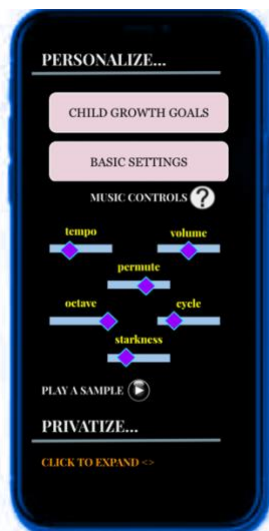 PERSONALIZE...
CHILD GROWTH GOALS
BASIC SETTINGS
MUSIC CONTROLS ?
tempo volume
permute
octave cycle
starkness
PLAY A SAMPLE
PRIVATIZE...
CLICK TO EXPAND <>